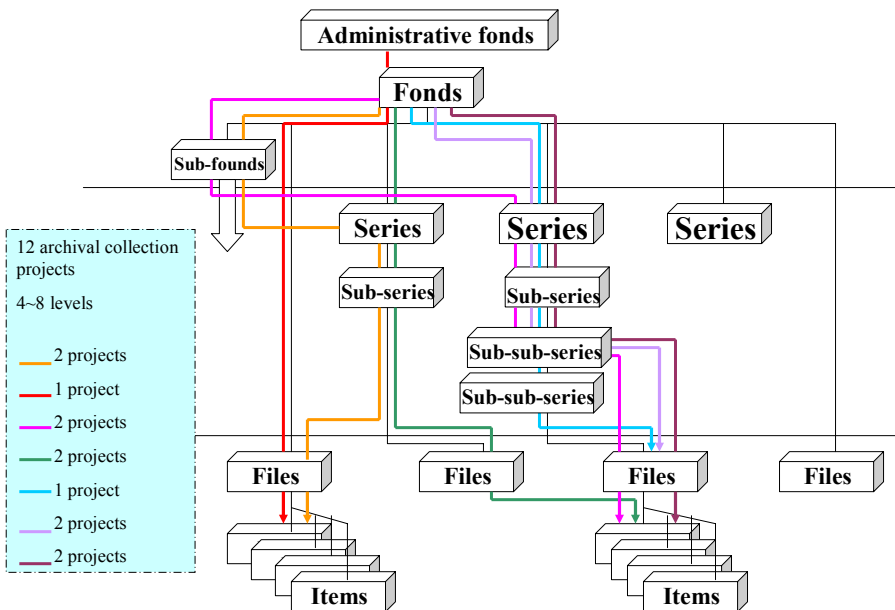 Administrative fonds
Fonds
Sub-founds
Series
Series
Series
Sub-series
Sub-series
Sub-sub-series
Sub-sub-series
12 archival collection
projects
4~8 levels
2 projects
1 project
2 projects
2 projects
1 project
2 projects
2 projects
Files
Files
Files
Files
Items
Items